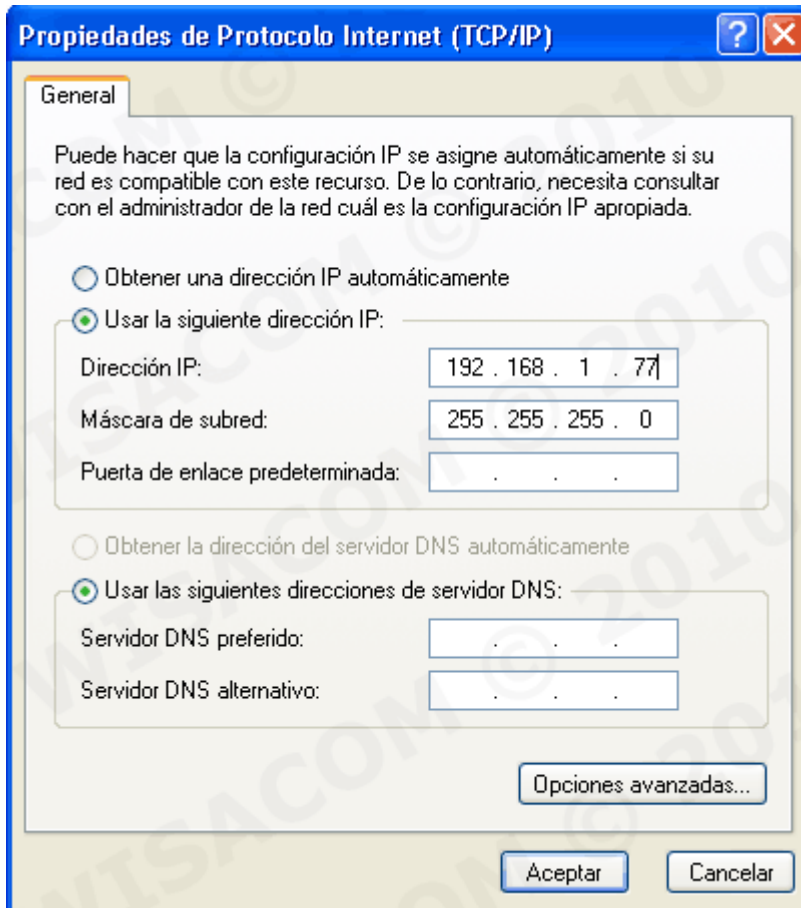 Propiedades de Protocolo Internet (TCP/IP)
General
Puede hacer que la configuración IP se asigne automáticamente si su
red es compatible con este recurso. De lo contrario, necesita consultar
con el administrador de la red cuál es la configuración IP apropiada.
Obtener una dirección IP automáticamente
Usar la siguiente dirección IP:
Dirección IP: 192 . 168 . 1 . 77
Máscara de subred: 255 . 255 . 255 . 0
Puerta de enlace predeterminada: . . .
Obtener la dirección del servidor DNS automáticamente
Usar las siguientes direcciones de servidor DNS:
Servidor DNS preferido: . . .
Servidor DNS alternativo: . . .
Opciones avanzadas...
Aceptar Cancelar
WISACOM © 2010